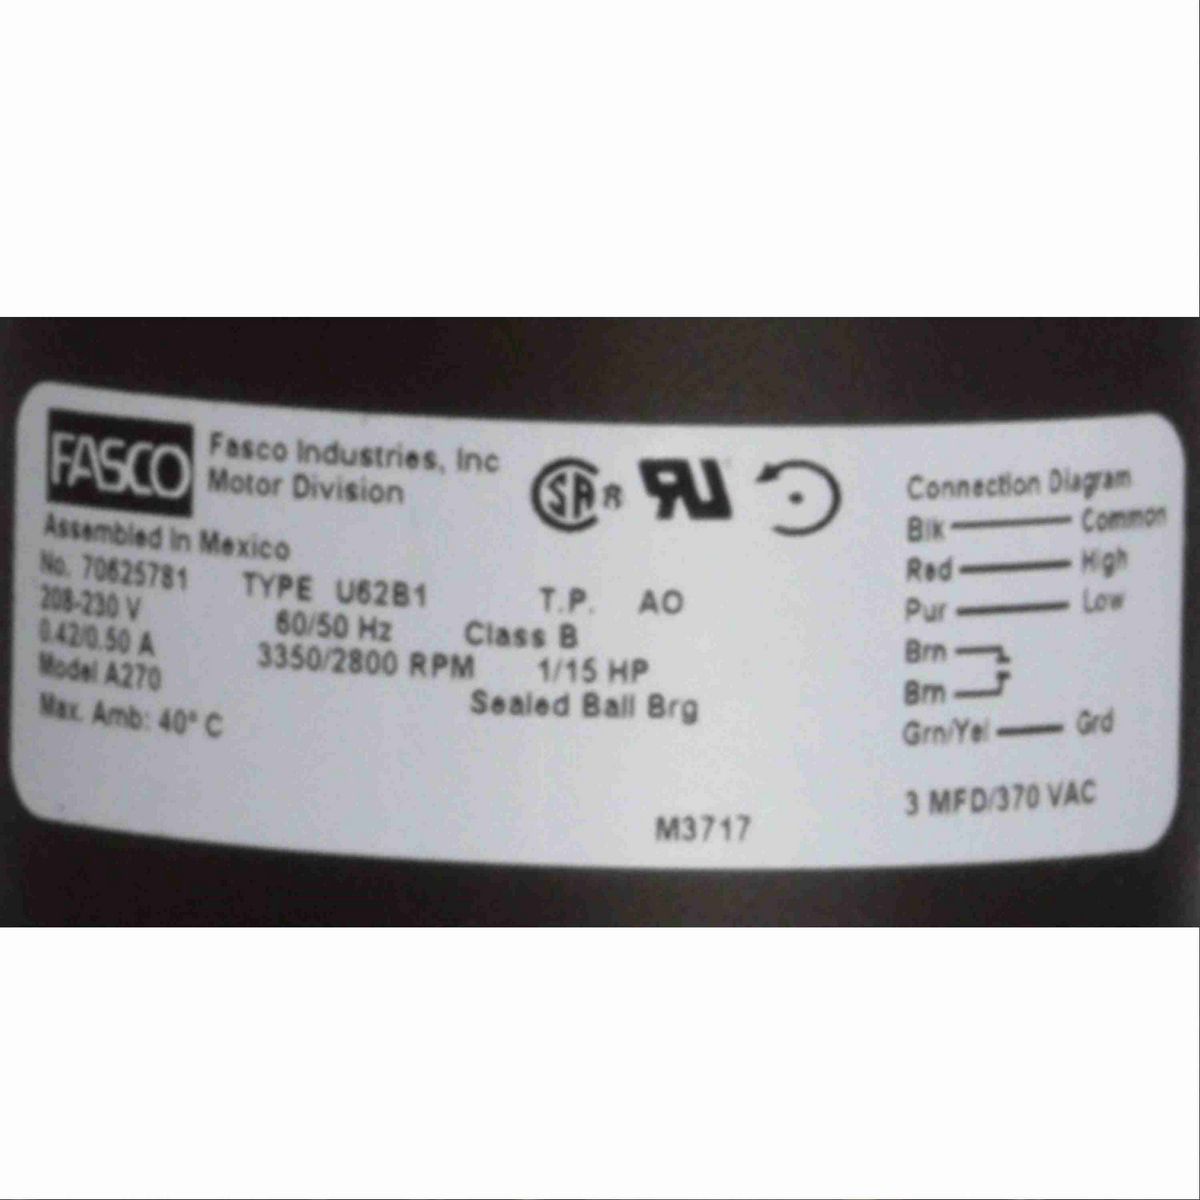 FASCO
Fasco Industries, Inc
Motor Division
Assembled in Mexico
No. 70625781 TYPE U62B1 T.P. AO
208-230 V 60/50 Hz Class B
0.42/0.50 A 3350/2800 RPM 1/15 HP
Model A270 Sealed Ball Brg
Max. Amb: 40° C
M3717
Connection Diagram
Blk Common
Red High
Pur Low
Brn
Brn
Grn/Yel Grd
3 MFD/370 VAC